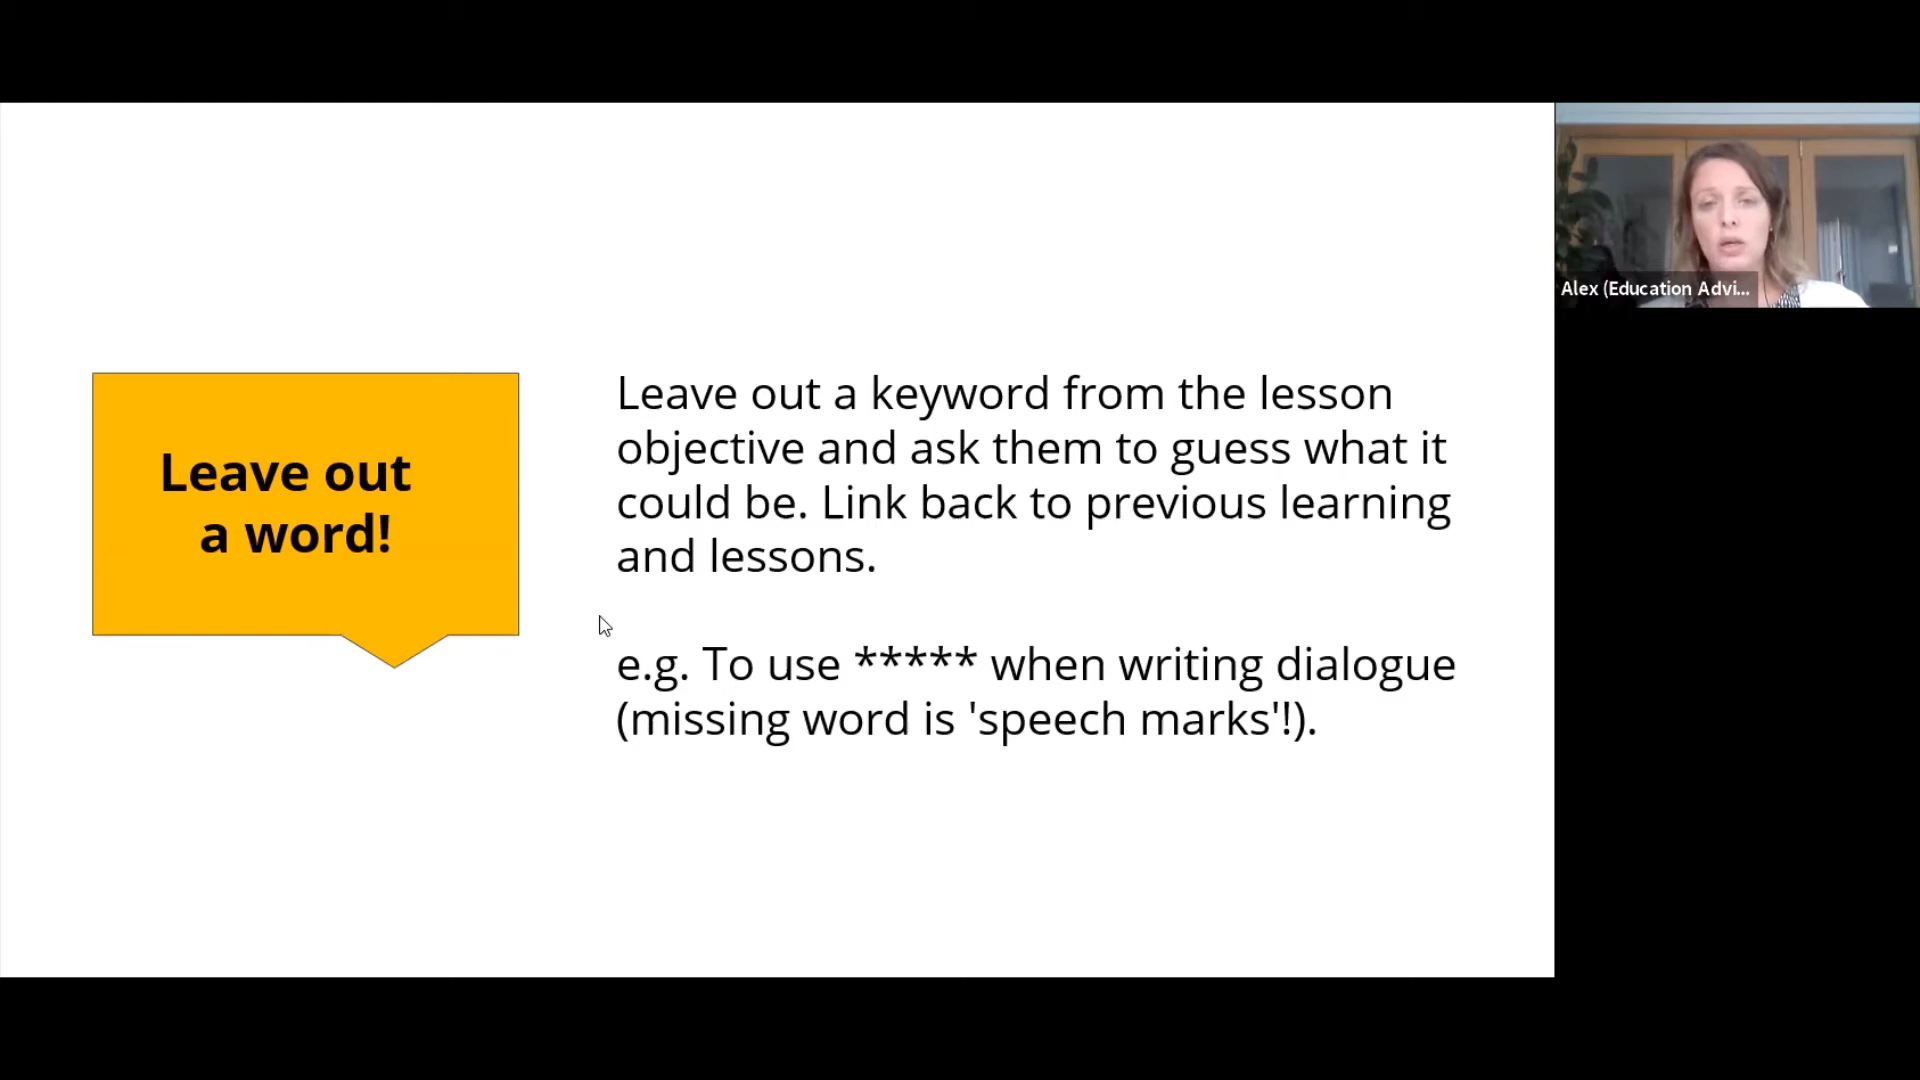 Leave out
a word!
Leave out a keyword from the lesson
objective and ask them to guess what it
could be. Link back to previous learning
and lessons.
e.g. To use ***** when writing dialogue
(missing word is 'speech marks'!).
Alex (Education Advi...